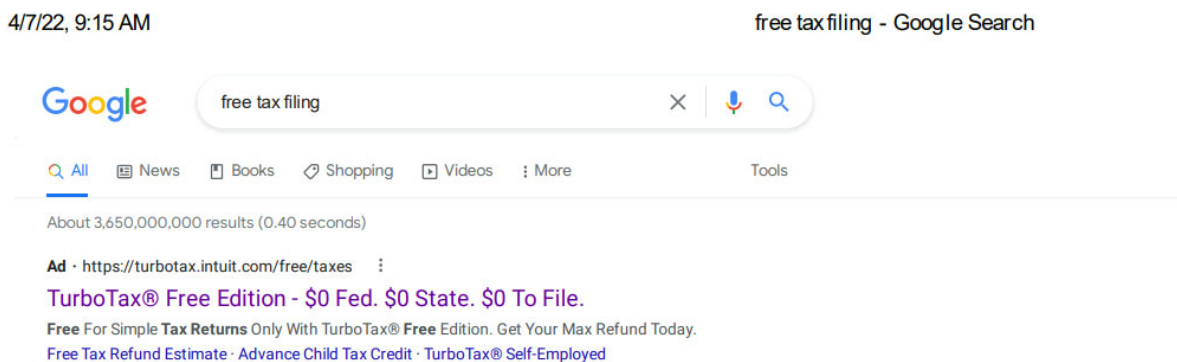 4/7/22, 9:15 AM free tax filing - Google Search
Google free tax filing
All News Books Shopping Videos More Tools
About 3,650,000,000 results (0.40 seconds)
Ad · https://turbotax.intuit.com/free/taxes
TurboTax® Free Edition - $0 Fed. $0 State. $0 To File.
Free For Simple Tax Returns Only With TurboTax® Free Edition. Get Your Max Refund Today.
Free Tax Refund Estimate · Advance Child Tax Credit · TurboTax® Self-Employed